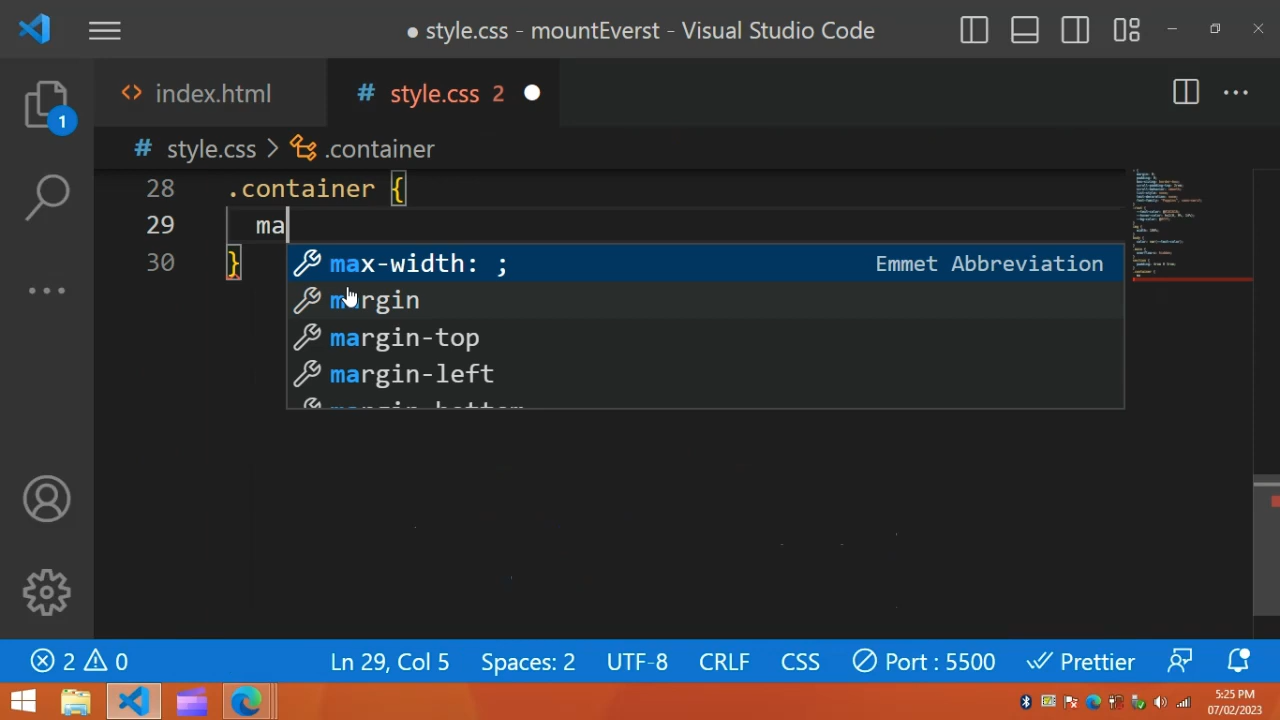 ● style.css - mountEverst - Visual Studio Code
index.html
# style.css 2
1
# style.css > .container
28 .container {
29 ma
30 }
max-width: ; Emmet Abbreviation
margin
margin-top
margin-left
2 0 Ln 29, Col 5 Spaces: 2 UTF-8 CRLF CSS Port : 5500 Prettier
5:25 PM
07/02/2023